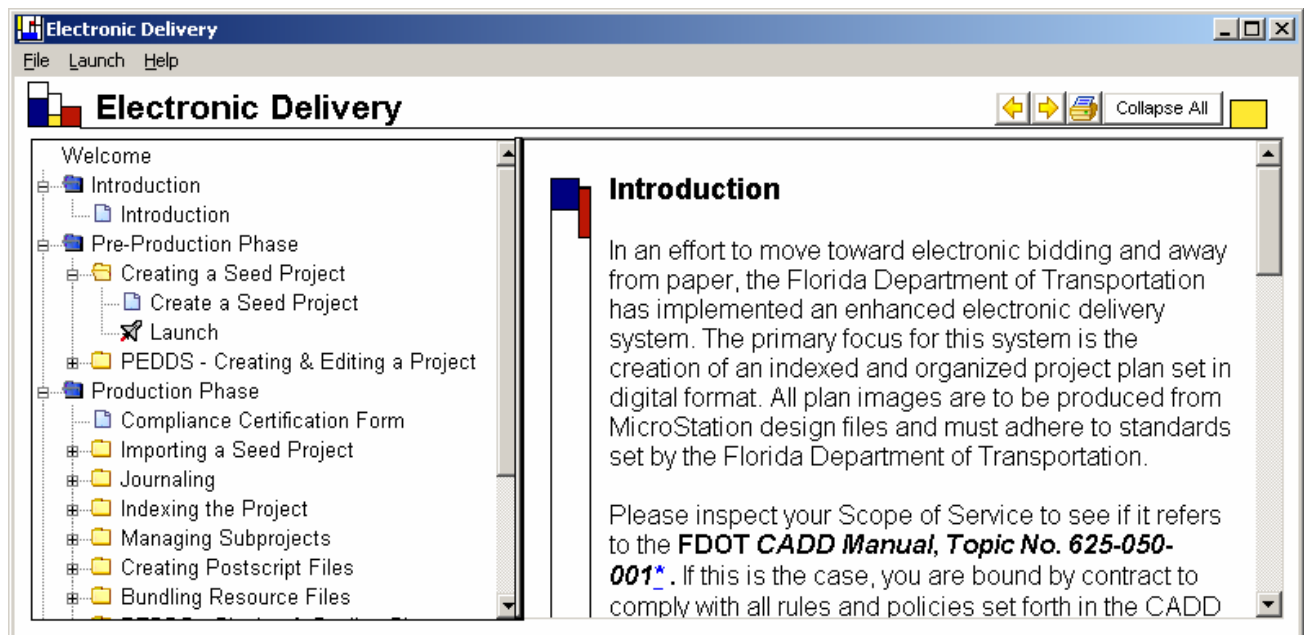 Electronic Delivery
File Launch Help
Electronic Delivery
Collapse All
Welcome
Introduction
Introduction
Pre-Production Phase
Creating a Seed Project
Create a Seed Project
Launch
PEDDS - Creating & Editing a Project
Production Phase
Compliance Certification Form
Importing a Seed Project
Journaling
Indexing the Project
Managing Subprojects
Creating Postscript Files
Bundling Resource Files
Introduction
In an effort to move toward electronic bidding and away
from paper, the Florida Department of Transportation
has implemented an enhanced electronic delivery
system. The primary focus for this system is the
creation of an indexed and organized project plan set in
digital format. All plan images are to be produced from
MicroStation design files and must adhere to standards
set by the Florida Department of Transportation.
Please inspect your Scope of Service to see if it refers
to the FDOT CADD Manual, Topic No. 625-050-
001* . If this is the case, you are bound by contract to
comply with all rules and policies set forth in the CADD